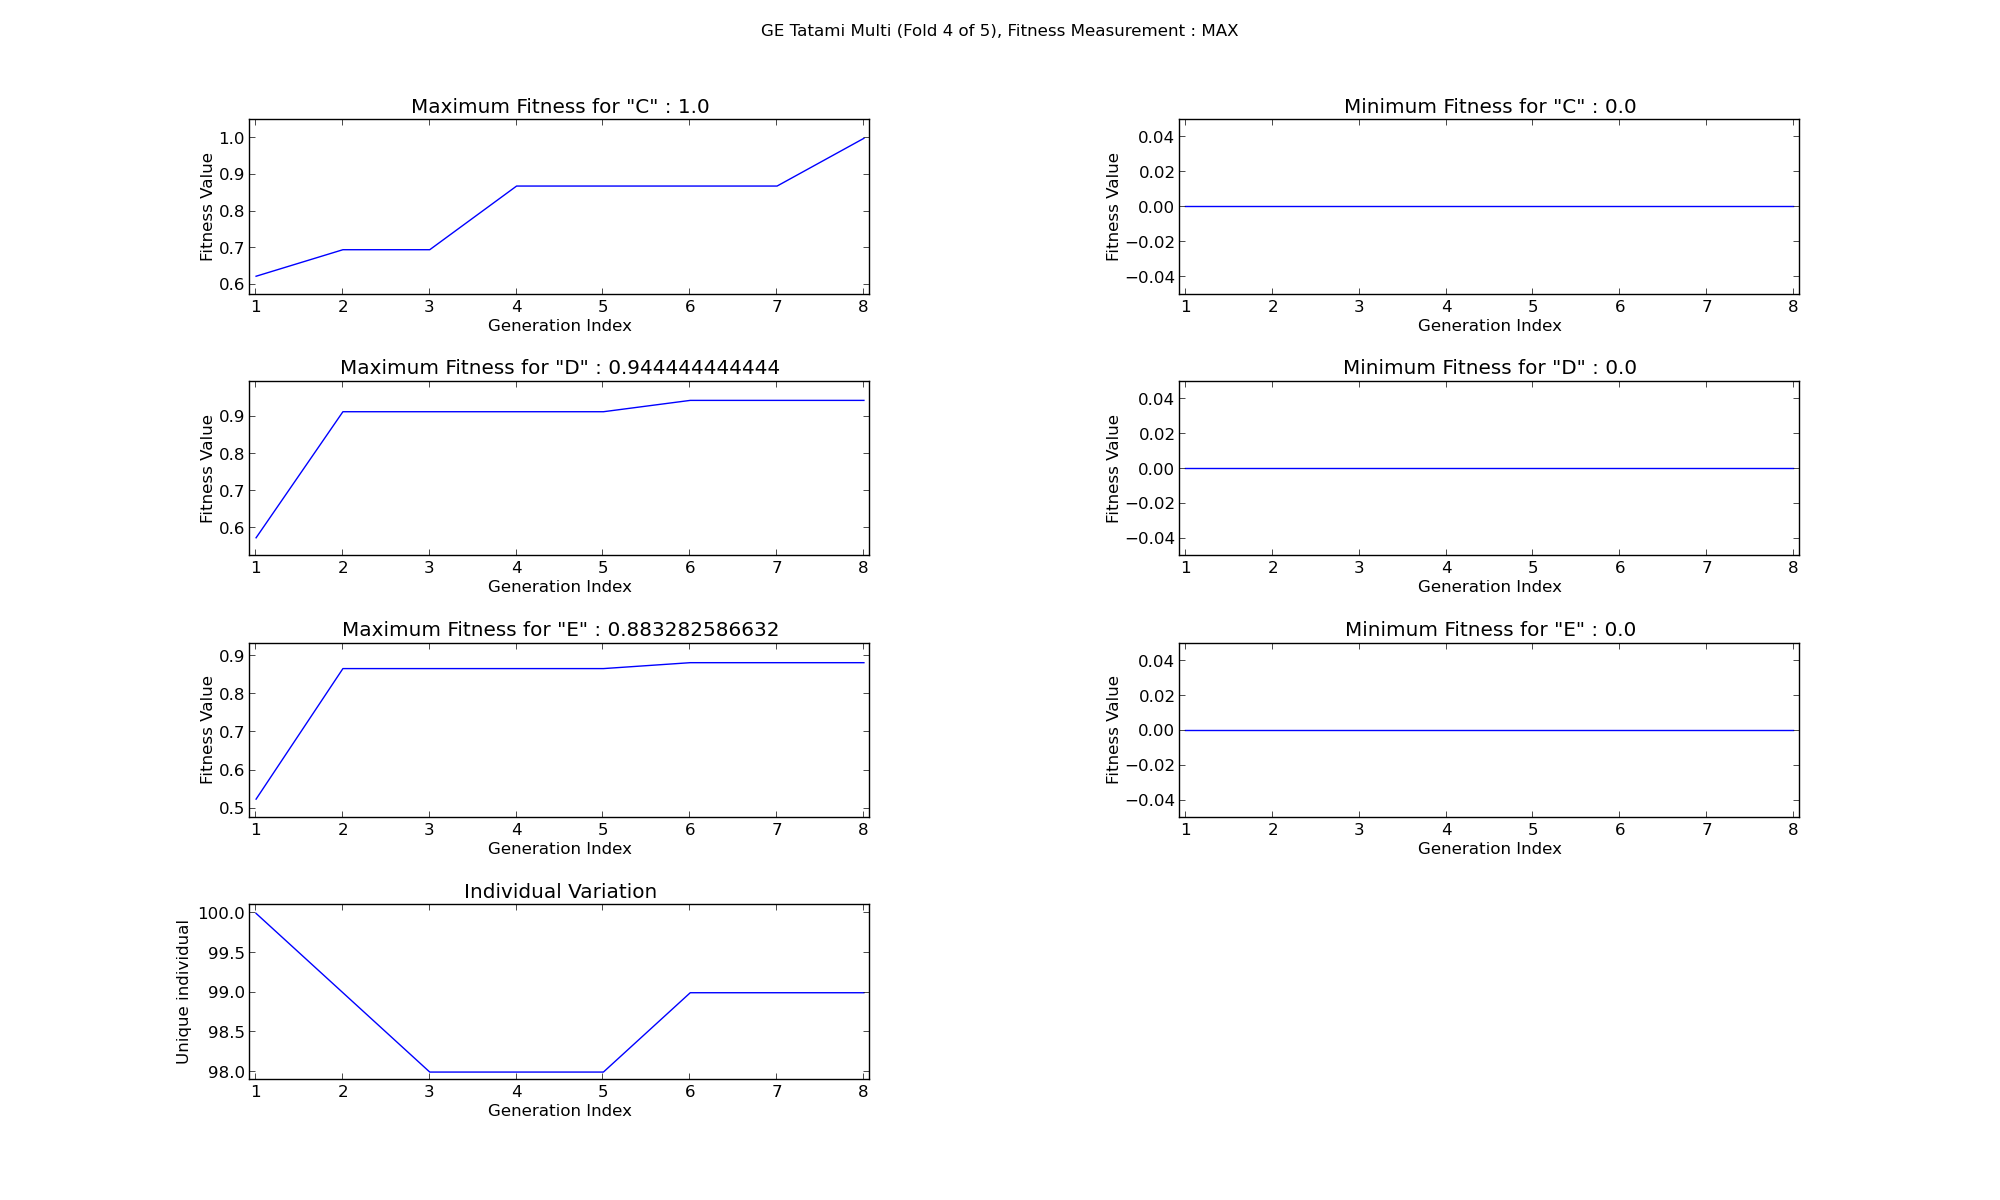 GE Tatami Multi (Fold 4 of 5), Fitness Measurement : MAX
Maximum Fitness for "C" : 1.0
Fitness Value
1.0
0.9
0.8
0.7
0.6
1 2 3 4 5 6 7 8
Generation Index
Minimum Fitness for "C" : 0.0
Fitness Value
0.04
0.02
0.00
−0.02
−0.04
1 2 3 4 5 6 7 8
Generation Index
Maximum Fitness for "D" : 0.944444444444
Fitness Value
0.9
0.8
0.7
0.6
1 2 3 4 5 6 7 8
Generation Index
Minimum Fitness for "D" : 0.0
Fitness Value
0.04
0.02
0.00
−0.02
−0.04
1 2 3 4 5 6 7 8
Generation Index
Maximum Fitness for "E" : 0.883282586632
Fitness Value
0.9
0.8
0.7
0.6
0.5
1 2 3 4 5 6 7 8
Generation Index
Minimum Fitness for "E" : 0.0
Fitness Value
0.04
0.02
0.00
−0.02
−0.04
1 2 3 4 5 6 7 8
Generation Index
Individual Variation
Unique individual
100.0
99.5
99.0
98.5
98.0
1 2 3 4 5 6 7 8
Generation Index